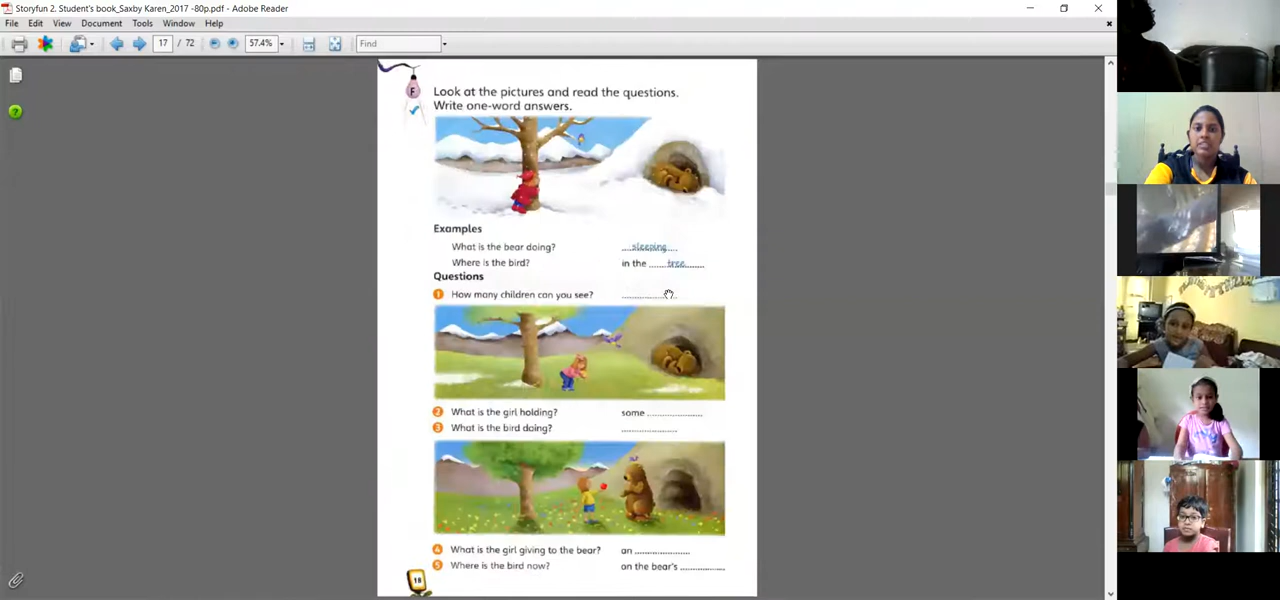 Storyfun 2. Student's book_Saxby Karen_2017 -80p.pdf - Adobe Reader
File Edit View Document Tools Window Help
17 / 72 57.4% Find
F
Look at the pictures and read the questions.
Write one-word answers.
Examples
What is the bear doing? sleeping
Where is the bird? in the tree
Questions
1 How many children can you see?
2 What is the girl holding? some
3 What is the bird doing?
4 What is the girl giving to the bear? an
5 Where is the bird now? an the bear's
18